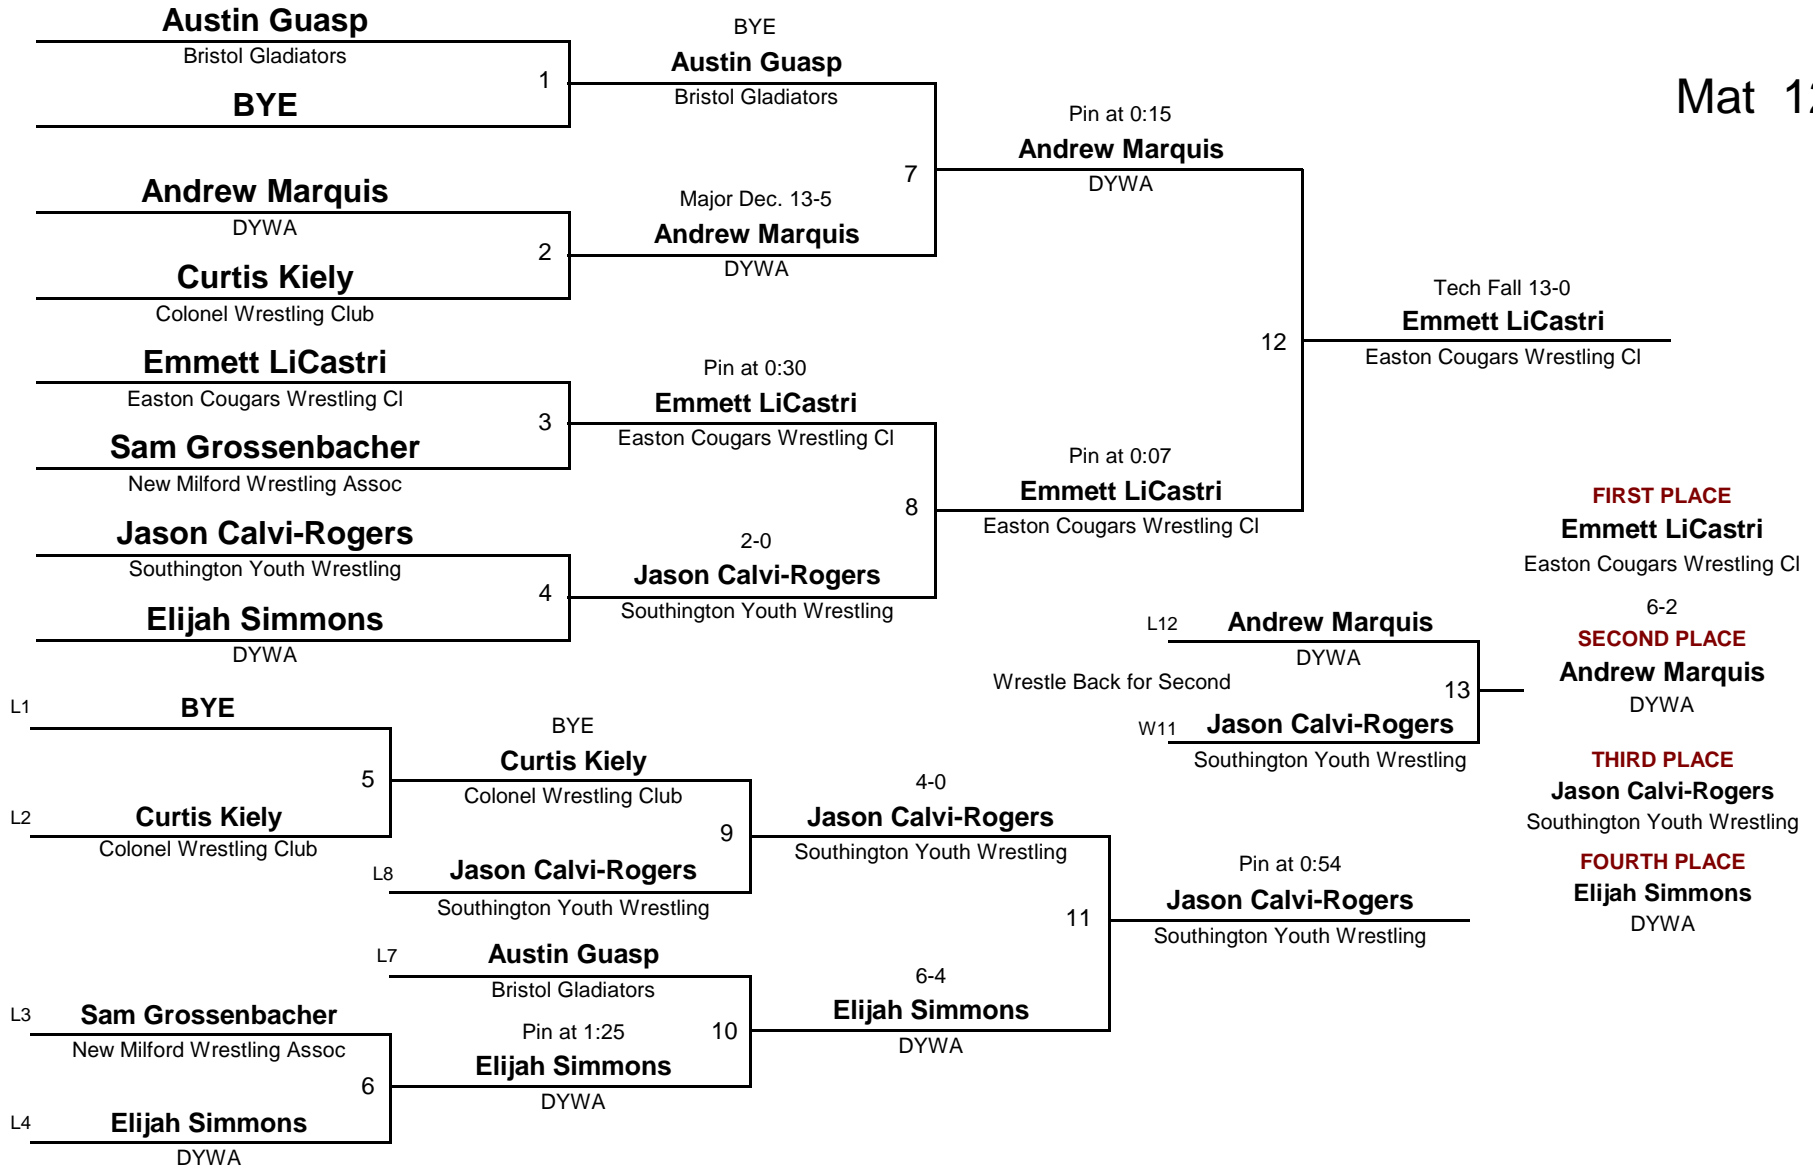 Austin Guasp
Bristol Gladiators
1
BYE
Andrew Marquis
DYWA
2
Curtis Kiely
Colonel Wrestling Club
Emmett LiCastri
Easton Cougars Wrestling Cl
3
Sam Grossenbacher
New Milford Wrestling Assoc
Jason Calvi-Rogers
Southington Youth Wrestling
4
Elijah Simmons
DYWA
BYE
Austin Guasp
Bristol Gladiators
7
Major Dec. 13-5
Andrew Marquis
DYWA
Pin at 0:30
Emmett LiCastri
Easton Cougars Wrestling Cl
8
2-0
Jason Calvi-Rogers
Southington Youth Wrestling
Pin at 0:15
Andrew Marquis
DYWA
12
Pin at 0:07
Emmett LiCastri
Easton Cougars Wrestling Cl
Mat 12
Tech Fall 13-0
Emmett LiCastri
Easton Cougars Wrestling Cl
FIRST PLACE
Emmett LiCastri
Easton Cougars Wrestling Cl
6-2
SECOND PLACE
Andrew Marquis
DYWA
THIRD PLACE
Jason Calvi-Rogers
Southington Youth Wrestling
FOURTH PLACE
Elijah Simmons
DYWA
L12 Andrew Marquis
DYWA
Wrestle Back for Second
13
W11 Jason Calvi-Rogers
Southington Youth Wrestling
L1 BYE
5
L2 Curtis Kiely
Colonel Wrestling Club
L3 Sam Grossenbacher
New Milford Wrestling Assoc
6
L4 Elijah Simmons
DYWA
BYE
Curtis Kiely
Colonel Wrestling Club
9
L8 Jason Calvi-Rogers
Southington Youth Wrestling
L7 Austin Guasp
Bristol Gladiators
10
Pin at 1:25
Elijah Simmons
DYWA
4-0
Jason Calvi-Rogers
Southington Youth Wrestling
11
6-4
Elijah Simmons
DYWA
Pin at 0:54
Jason Calvi-Rogers
Southington Youth Wrestling